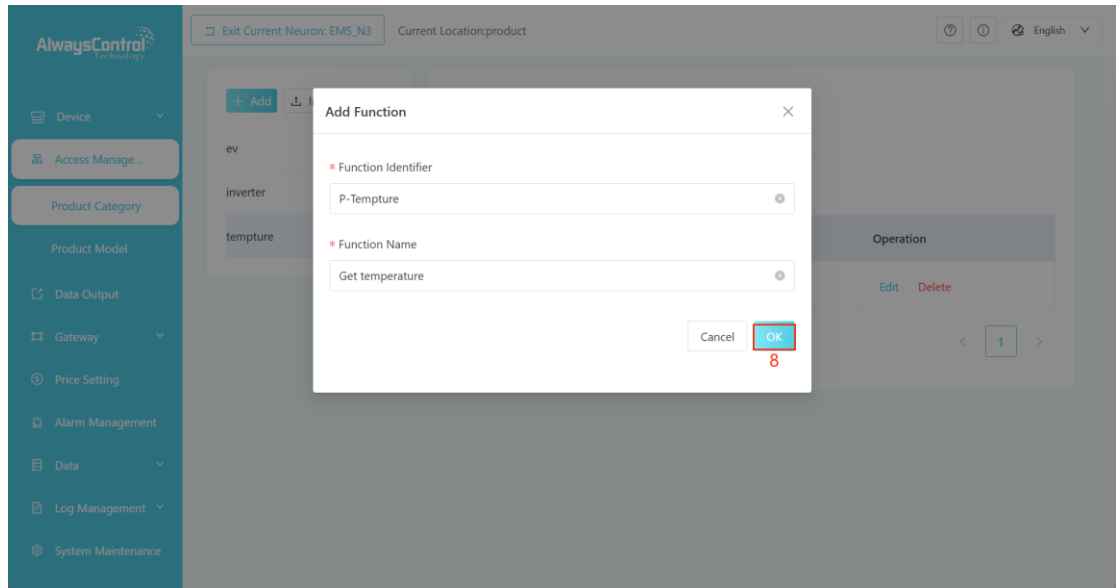 AlwaysControl
Technology
Exit Current Neuron: EMS_N3
Current Location:product
English
Device
Access Manage...
Product Category
Product Model
Data Output
Gateway
Price Setting
Alarm Management
Data
Log Management
System Maintenance
+ Add
ev
inverter
tempture
Add Function
* Function Identifier
P-Tempture
* Function Name
Get temperature
Cancel
OK
8
Operation
Edit Delete
< 1 >